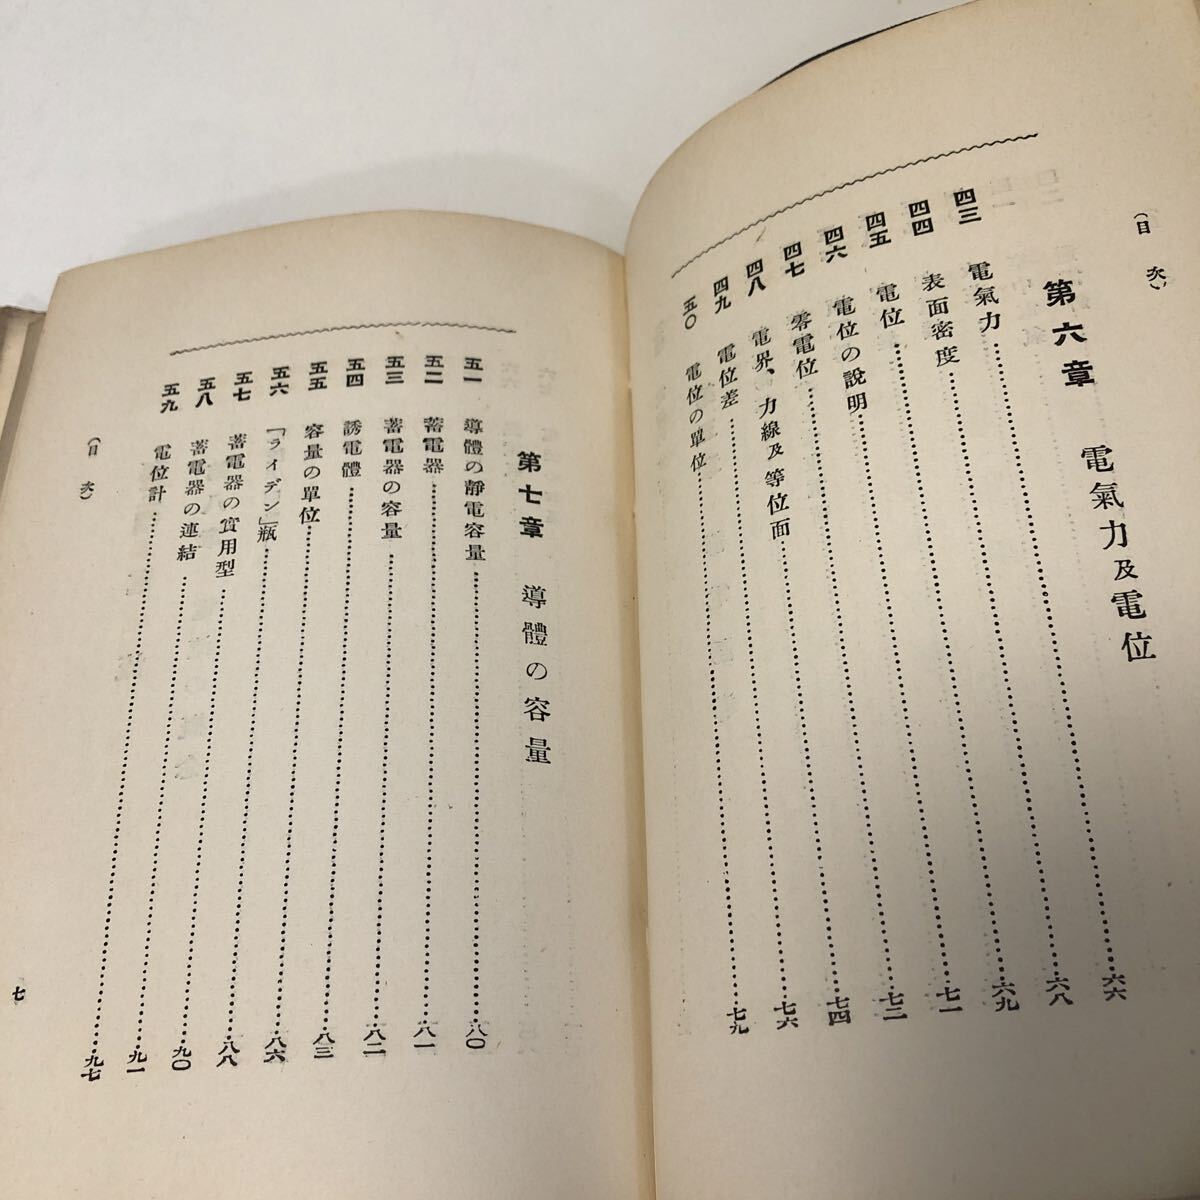 （目次）
第六章　電氣力及電位
四三　電氣力……六六
四四　表面密度……六八
四五　電位……六九
四六　電位の説明……七一
四七　零電位……七二
四八　電界、力線及等位面……七四
四九　電位差……七六
五〇　電位の單位……七九
第七章　導體の容量
五一　導體の靜電容量……八〇
五二　蓄電器……八一
五三　蓄電器の容量……八二
五四　誘電體……八三
五五　容量の單位……八六
五六　「ライデン」瓶……八八
五七　蓄電器の實用型……九〇
五八　蓄電器の連結……九一
五九　電位計……九七
（目次）
七